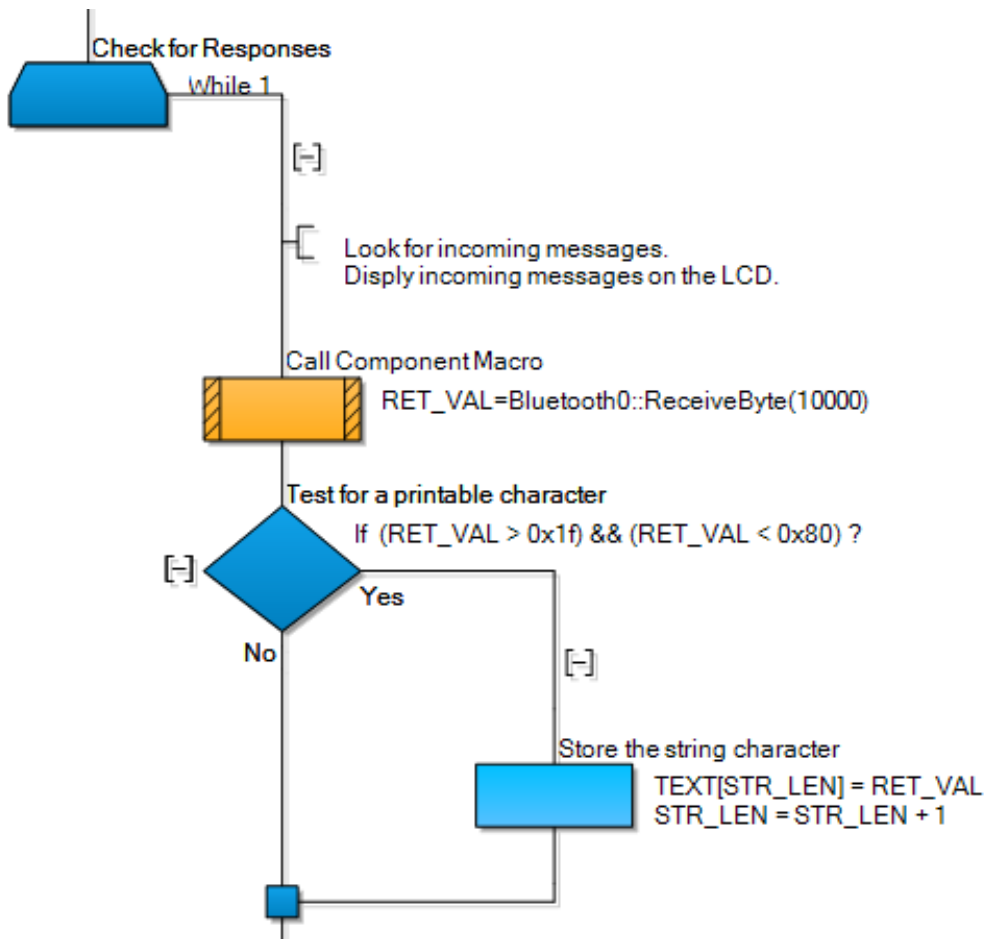 Check for Responses
While 1
[-]
Look for incoming messages.
Disply incoming messages on the LCD.
Call Component Macro
RET_VAL=Bluetooth0::ReceiveByte(10000)
Test for a printable character
If (RET_VAL > 0x1f) && (RET_VAL < 0x80) ?
[-]
Yes
No
[-]
Store the string character
TEXT[STR_LEN] = RET_VAL
STR_LEN = STR_LEN + 1